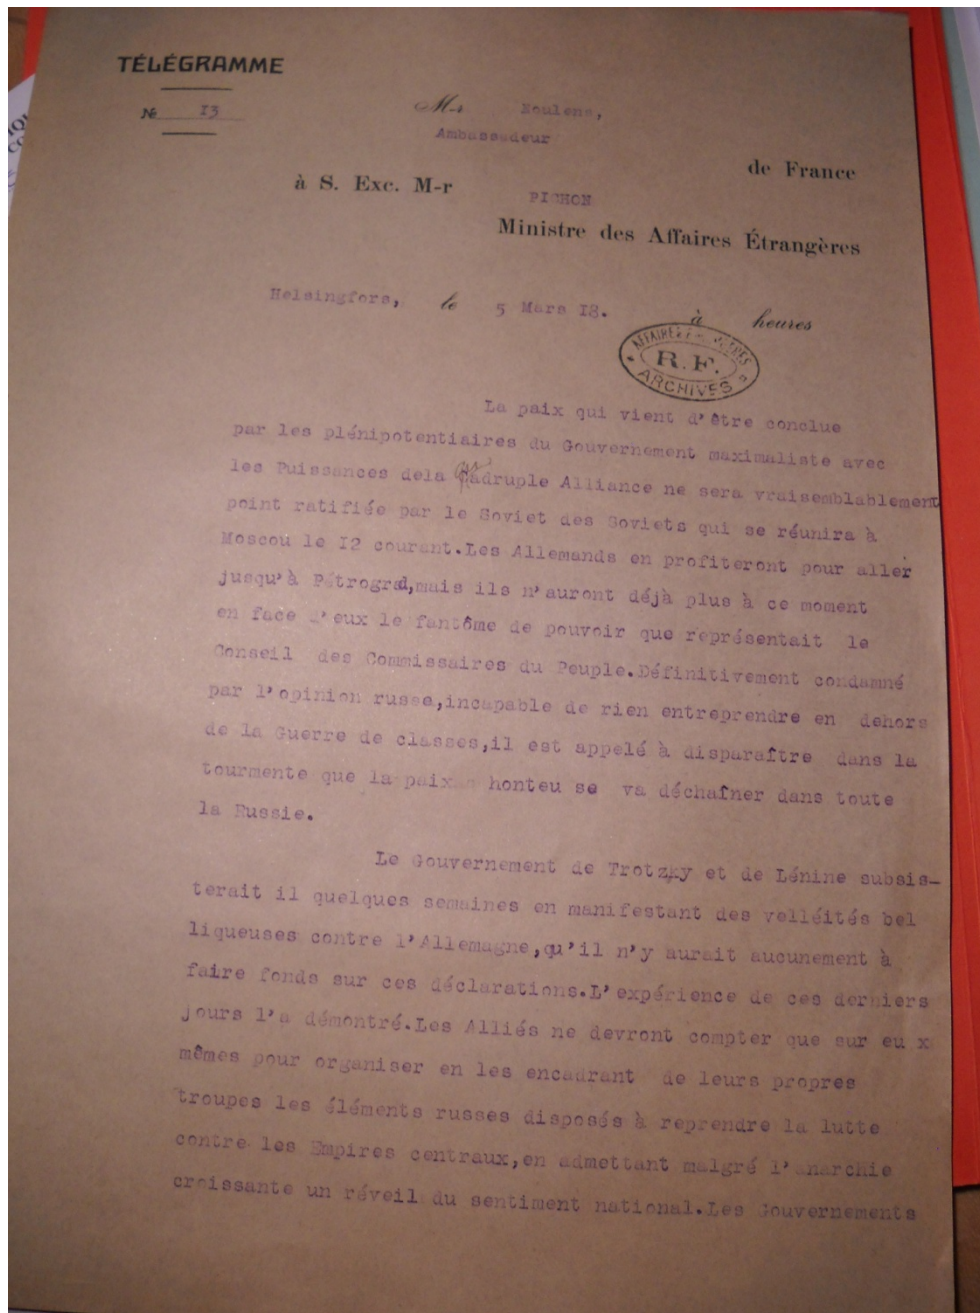 TÉLÉGRAMME
№ 13
M-r Noulens,
Ambassadeur
de France
à S. Exc. M-r
PICHON
Ministre des Affaires Étrangères
Helsingfors, le 5 Mars I8. à heures
AFFAIRES ETRANGERES
R. F.
ARCHIVES
La paix qui vient d'être conclue
par les plénipotentiaires du Gouvernement maximaliste avec
les Puissances dela Quadruple Alliance ne sera vraisemblablement
point ratifiée par le Soviet des Soviets qui se réunira à
Moscou le I2 courant.Les Allemands en profiteront pour aller
jusqu'à Pétrograd,mais ils n'auront déjà plus à ce moment
en face d'eux le fantôme de pouvoir que représentait le
Conseil des Commissaires du Peuple.Définitivement condamné
par l'opinion russe,incapable de rien entreprendre en dehors
de la Guerre de classes,il est appelé à disparaître dans la
tourmente que la paix honteu se va déchaîner dans toute
la Russie.
Le Gouvernement de Trotzky et de Lénine subsis-
terait il quelques semaines en manifestant des velléités bel
liqueuses contre l'Allemagne,qu'il n'y aurait aucunement à
faire fonds sur ces déclarations.L'expérience de ces derniers
jours l'a démontré.Les Alliés ne devront compter que sur eu x
mêmes pour organiser en les encadrant de leurs propres
troupes les éléments russes disposés à reprendre la lutte
contre les Empires centraux,en admettant malgré l'anarchie
croissante un réveil du sentiment national.Les Gouvernements